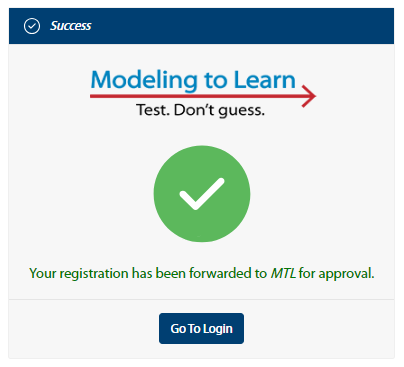 Success
Modeling to Learn
Test. Don't guess.
Your registration has been forwarded to MTL for approval.
Go To Login